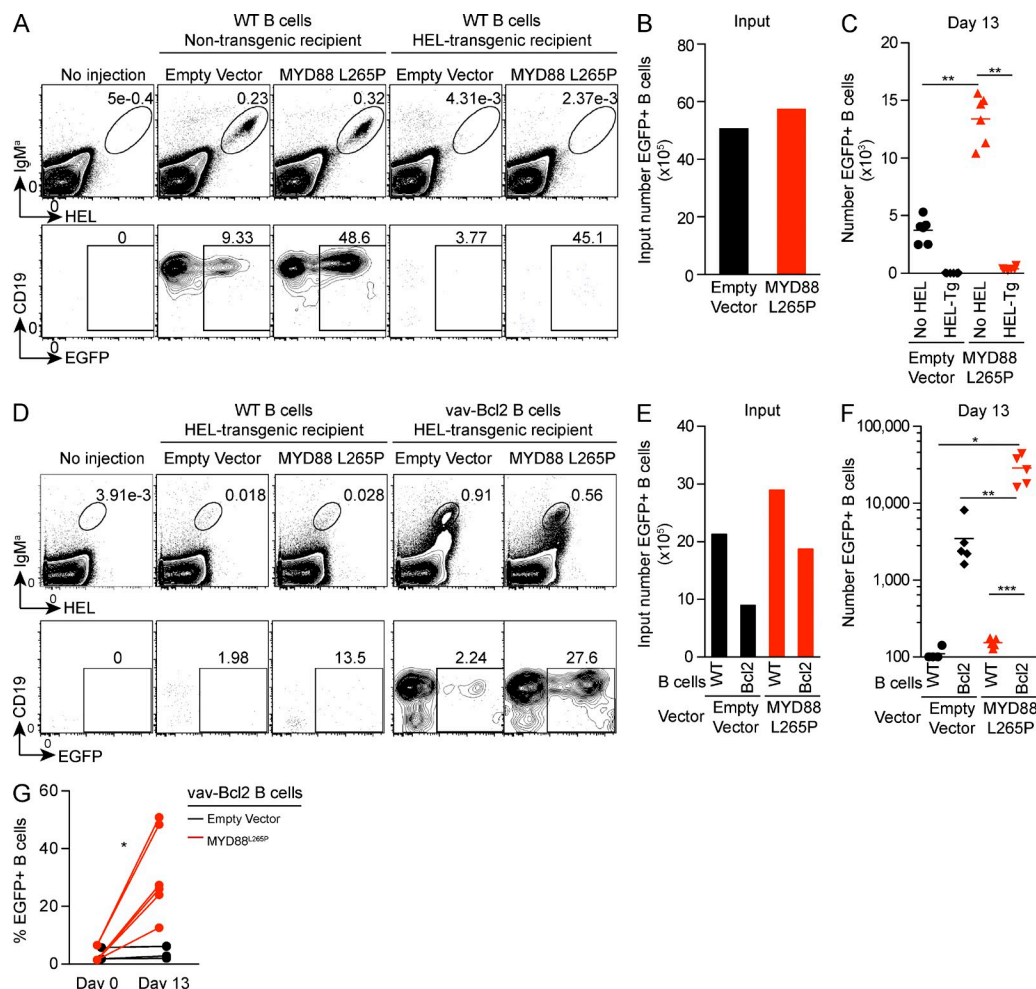 A
WT B cells
Non-transgenic recipient
WT B cells
HEL-transgenic recipient
No injection
Empty Vector
MYD88 L265P
Empty Vector
MYD88 L265P
5e-0.4
0.23
0.32
4.31e-3
2.37e-3
IgMᵃ
0
0
HEL
0
9.33
48.6
3.77
45.1
CD19
0
0
EGFP
B
Input
Input number EGFP+ B cells
(x10⁵)
100
80
60
40
20
0
Empty
Vector
MYD88
L265P
C
Day 13
Number EGFP+ B cells
(x10³)
20
15
10
5
0
**
**
No HEL
HEL-Tg
No HEL
HEL-Tg
Empty
Vector
MYD88
L265P
D
WT B cells
HEL-transgenic recipient
vav-Bcl2 B cells
HEL-transgenic recipient
No injection
Empty Vector
MYD88 L265P
Empty Vector
MYD88 L265P
3.91e-3
0.018
0.028
0.91
0.56
IgMᵃ
0
0
HEL
0
1.98
13.5
2.24
27.6
CD19
0
0
EGFP
E
Input
Input number EGFP+ B cells
(x10⁵)
40
30
20
10
0
B cells
WT
Bcl2
WT
Bcl2
Vector
Empty
Vector
MYD88
L265P
F
Day 13
Number EGFP+ B cells
100,000
10,000
1,000
100
*
**
***
B cells
WT
Bcl2
WT
Bcl2
Vector
Empty
Vector
MYD88
L265P
G
vav-Bcl2 B cells
Empty Vector
MYD88ᴸ²⁶⁵ᴾ
% EGFP+ B cells
60
40
20
0
*
Day 0
Day 13